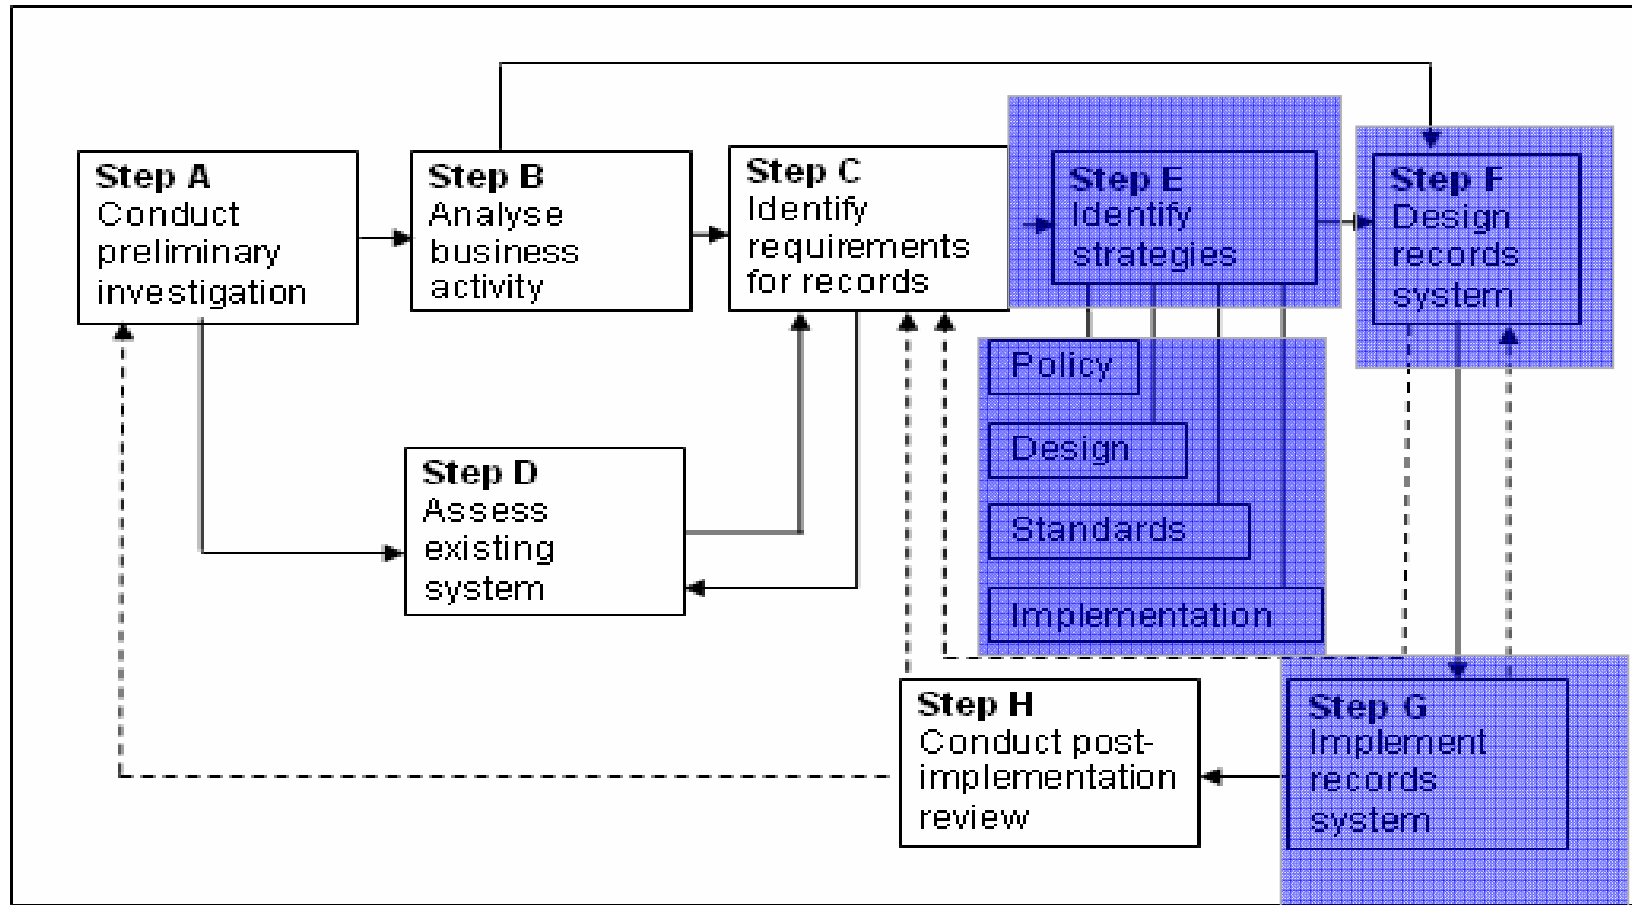 Step A
Conduct
preliminary
investigation
Step B
Analyse
business
activity
Step C
Identify
requirements
for records
Step E
Identify
strategies
Step F
Design
records
system
Policy
Design
Standards
Implementation
Step D
Assess
existing
system
Step H
Conduct post-
implementation
review
Step G
Implement
records
system